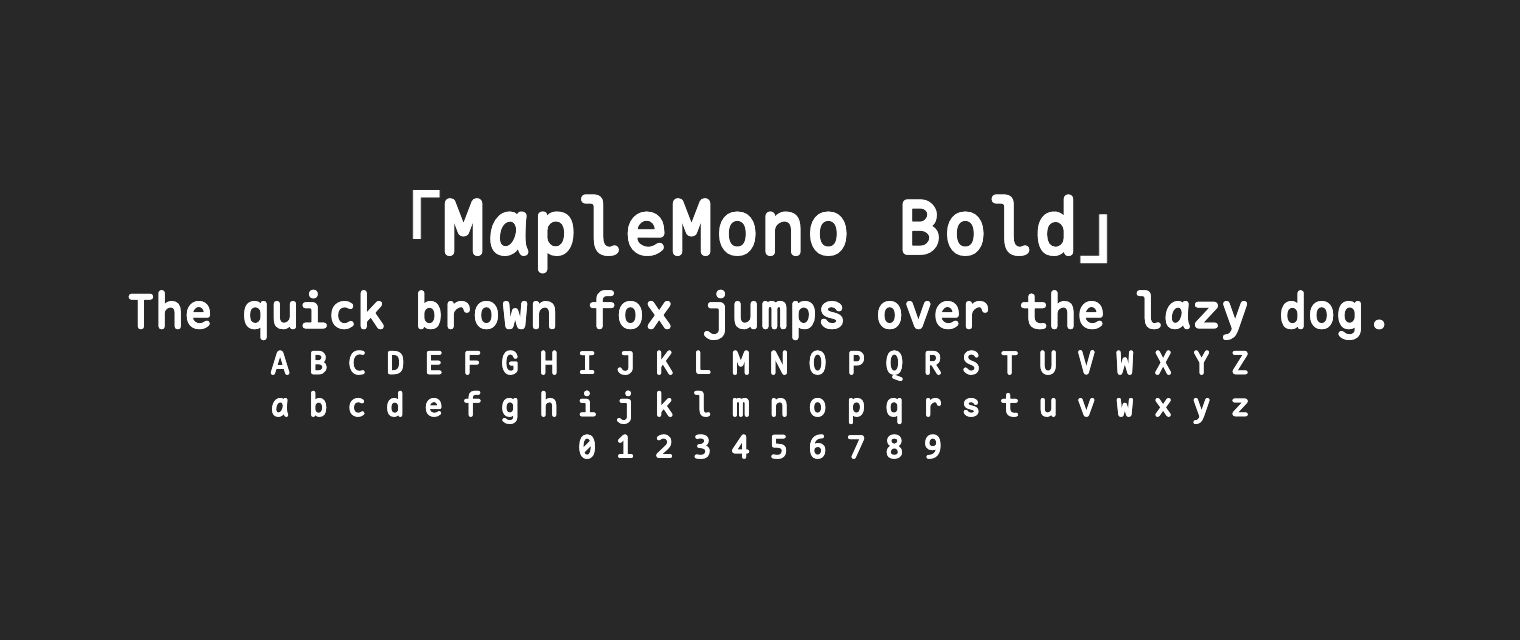 「MapleMono Bold」
The quick brown fox jumps over the lazy dog.
A B C D E F G H I J K L M N O P Q R S T U V W X Y Z
a b c d e f g h i j k l m n o p q r s t u v w x y z
0 1 2 3 4 5 6 7 8 9